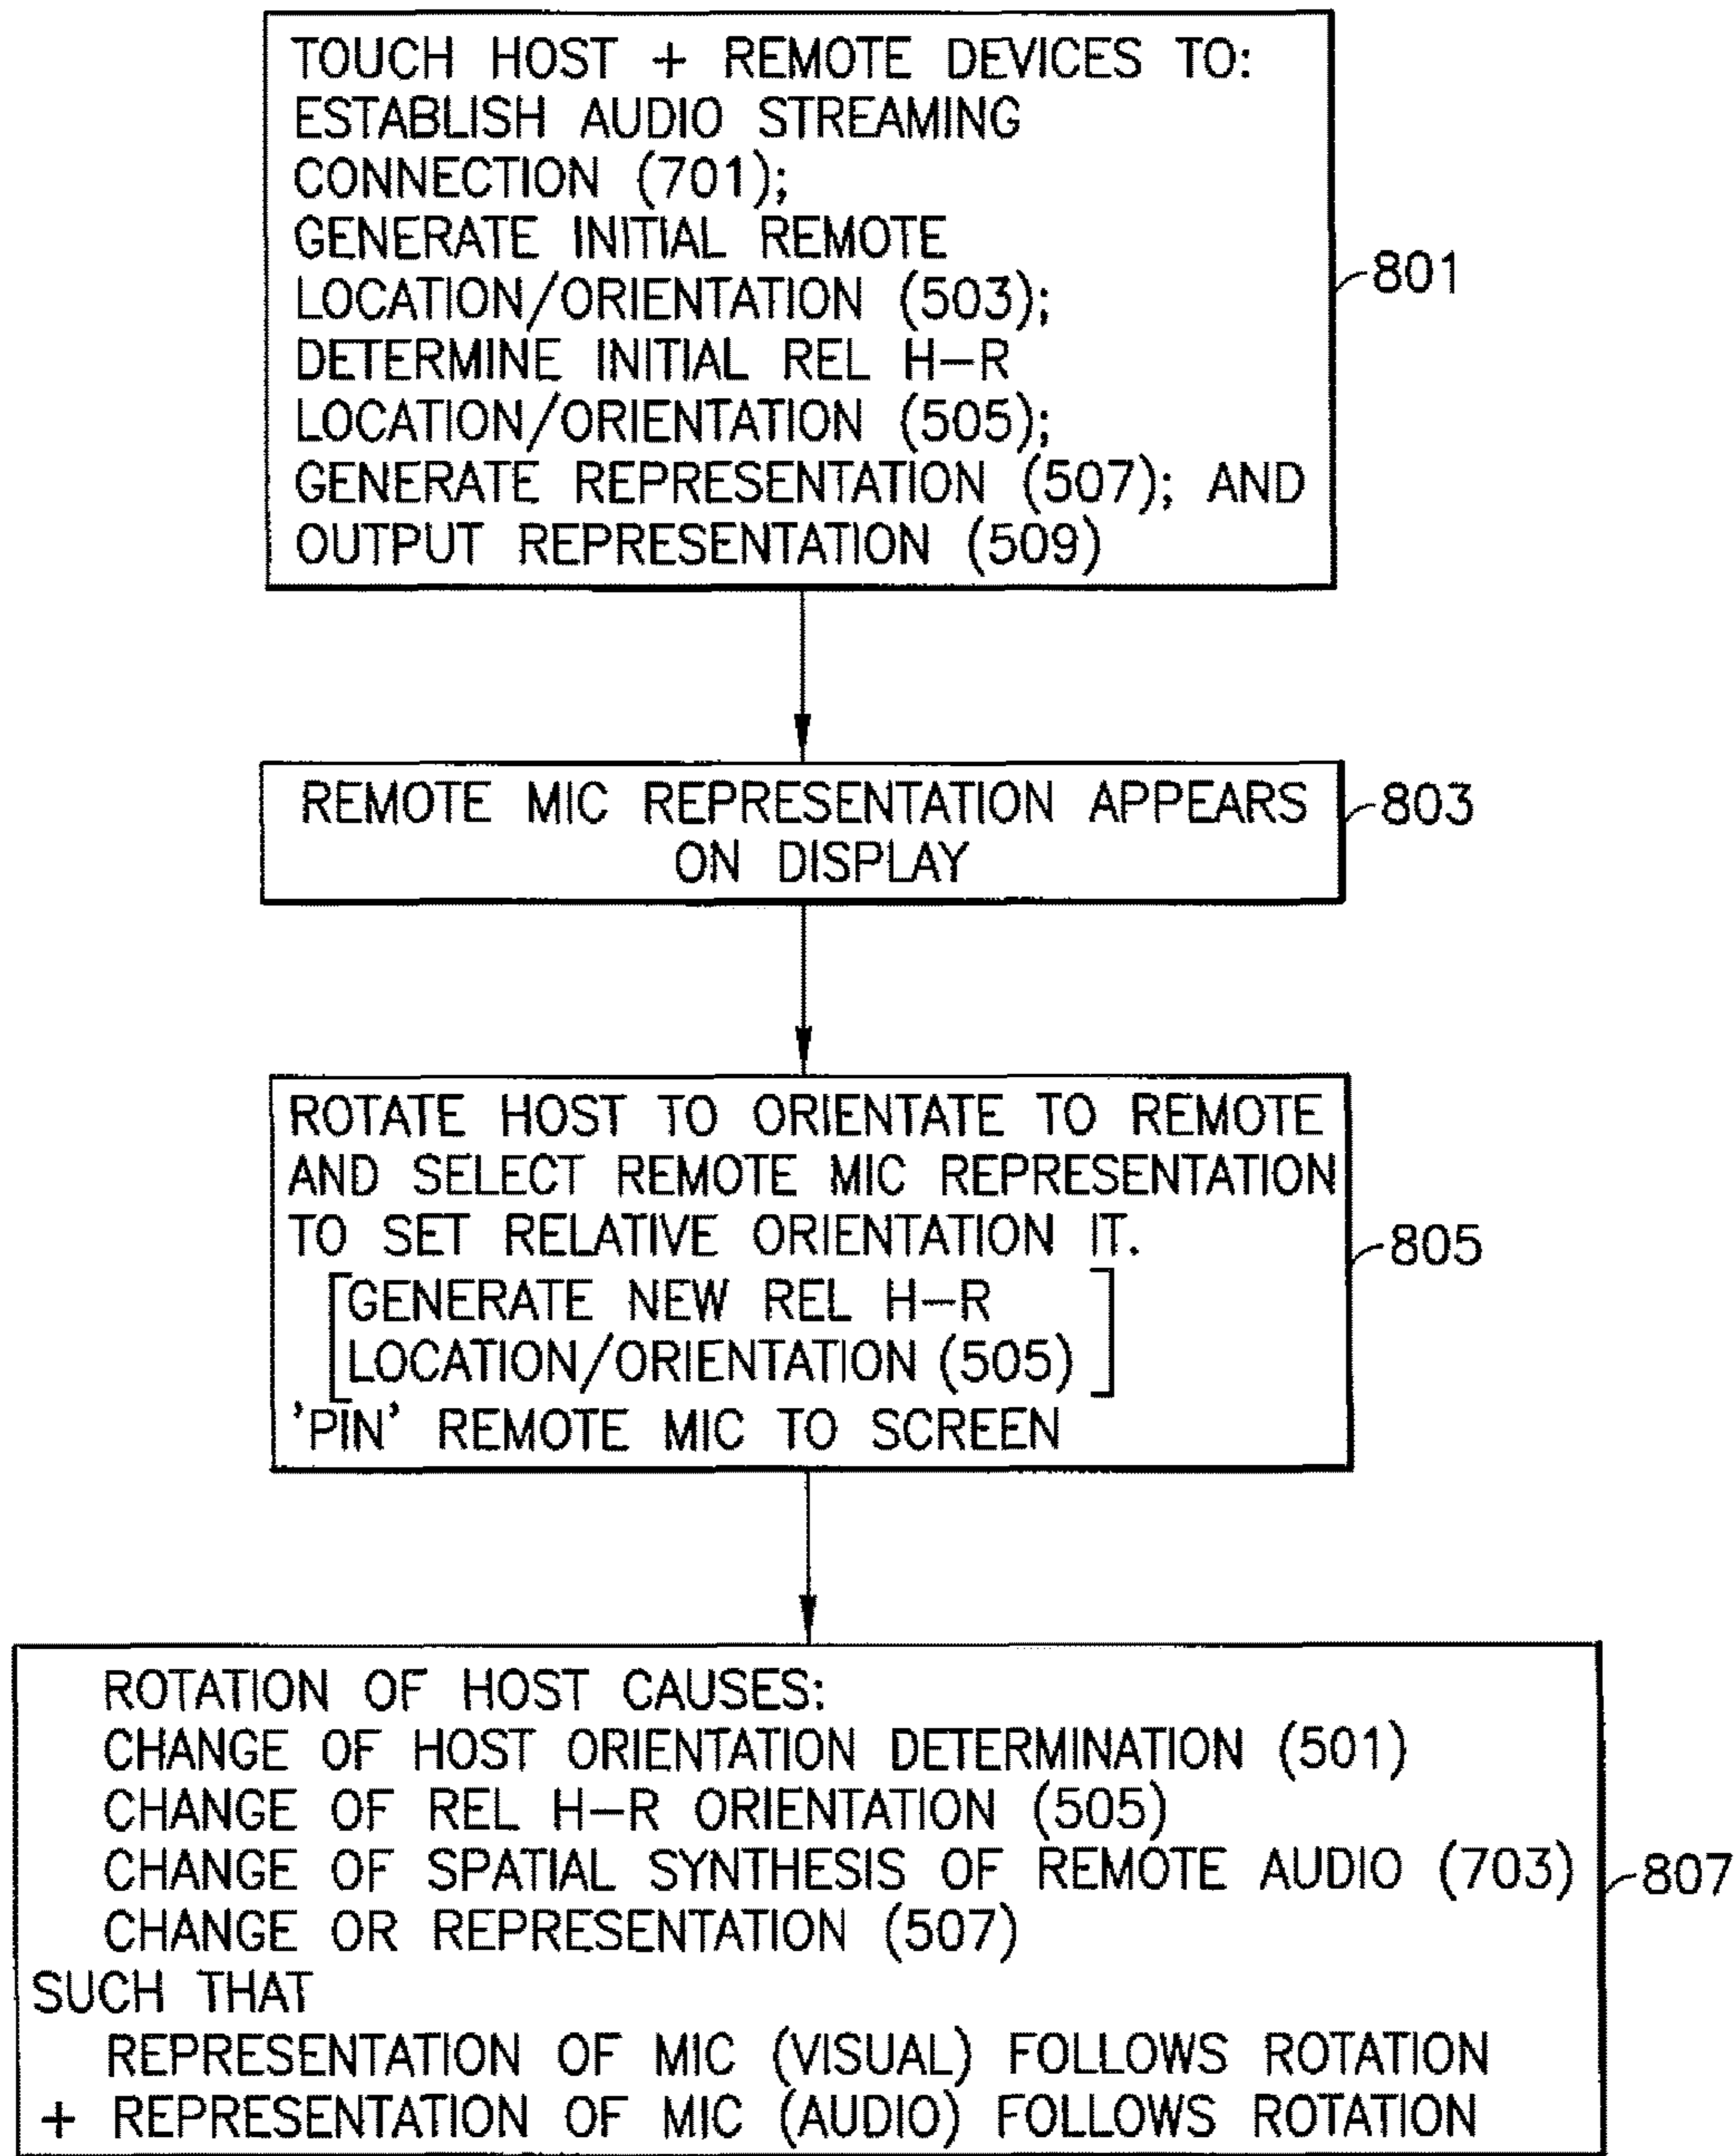 TOUCH HOST + REMOTE DEVICES TO:
ESTABLISH AUDIO STREAMING
CONNECTION (701);
GENERATE INITIAL REMOTE
LOCATION/ORIENTATION (503);
DETERMINE INITIAL REL H-R
LOCATION/ORIENTATION (505);
GENERATE REPRESENTATION (507); AND
OUTPUT REPRESENTATION (509)
801
REMOTE MIC REPRESENTATION APPEARS
ON DISPLAY
803
ROTATE HOST TO ORIENTATE TO REMOTE
AND SELECT REMOTE MIC REPRESENTATION
TO SET RELATIVE ORIENTATION IT.
[GENERATE NEW REL H-R
LOCATION/ORIENTATION (505)]
'PIN' REMOTE MIC TO SCREEN
805
ROTATION OF HOST CAUSES:
CHANGE OF HOST ORIENTATION DETERMINATION (501)
CHANGE OF REL H-R ORIENTATION (505)
CHANGE OF SPATIAL SYNTHESIS OF REMOTE AUDIO (703)
CHANGE OR REPRESENTATION (507)
SUCH THAT
REPRESENTATION OF MIC (VISUAL) FOLLOWS ROTATION
+ REPRESENTATION OF MIC (AUDIO) FOLLOWS ROTATION
807